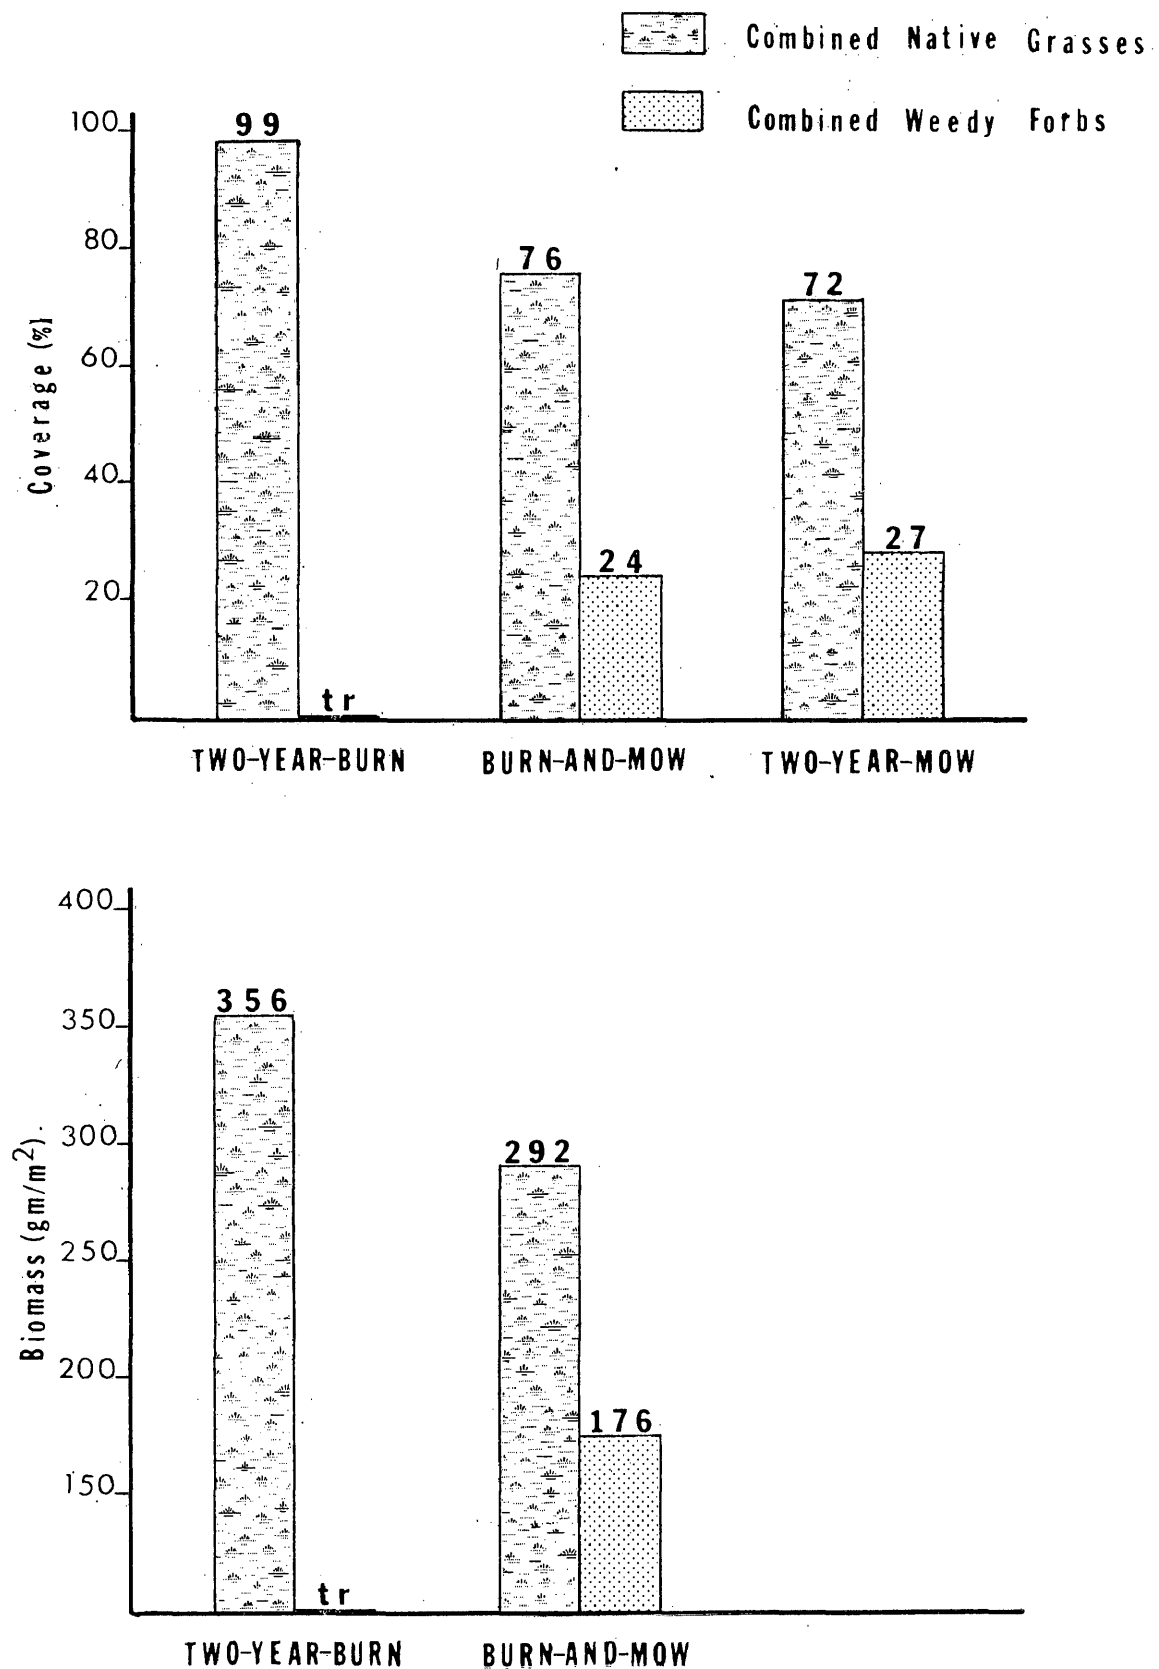 Combined Native Grasses
Combined Weedy Forbs
100
80
60
40
20
Coverage (%)
99
tr
76
24
72
27
TWO-YEAR-BURN
BURN-AND-MOW
TWO-YEAR-MOW
400
350
300
250
200
150
Biomass (gm/m²)
356
tr
292
176
TWO-YEAR-BURN
BURN-AND-MOW